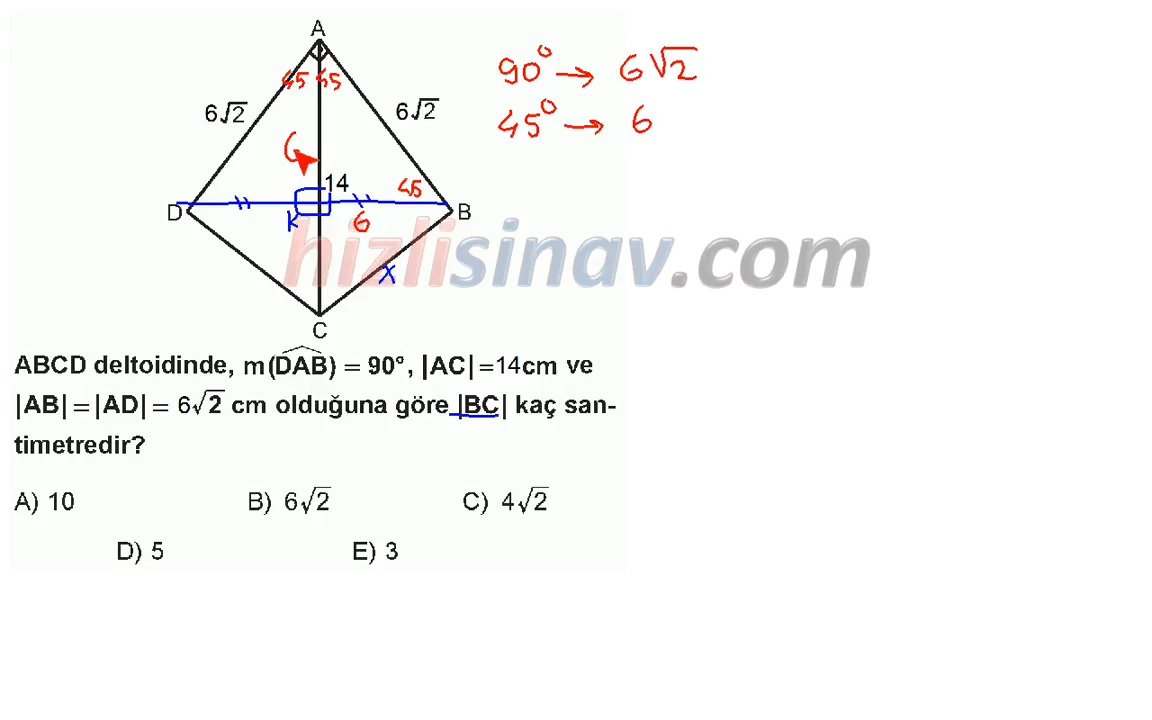 A
45 45
90° → 6√2
6√2
6√2
45° → 6
6
14
45
D
K
6
B
hizlisinav.com
x
C
ABCD deltoidinde, m(DAB) = 90°, |AC| =14cm ve
|AB| = |AD| = 6√2 cm olduğuna göre |BC| kaç san-
timetredir?
A) 10 B) 6√2 C) 4√2
D) 5 E) 3